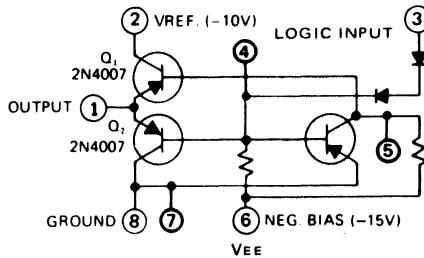 2 VREF. (-10V)
3
LOGIC INPUT
Q1
2N4007
4
OUTPUT 1
Q2
2N4007
5
GROUND 8
7
6 NEG. BIAS (-15V)
VEE